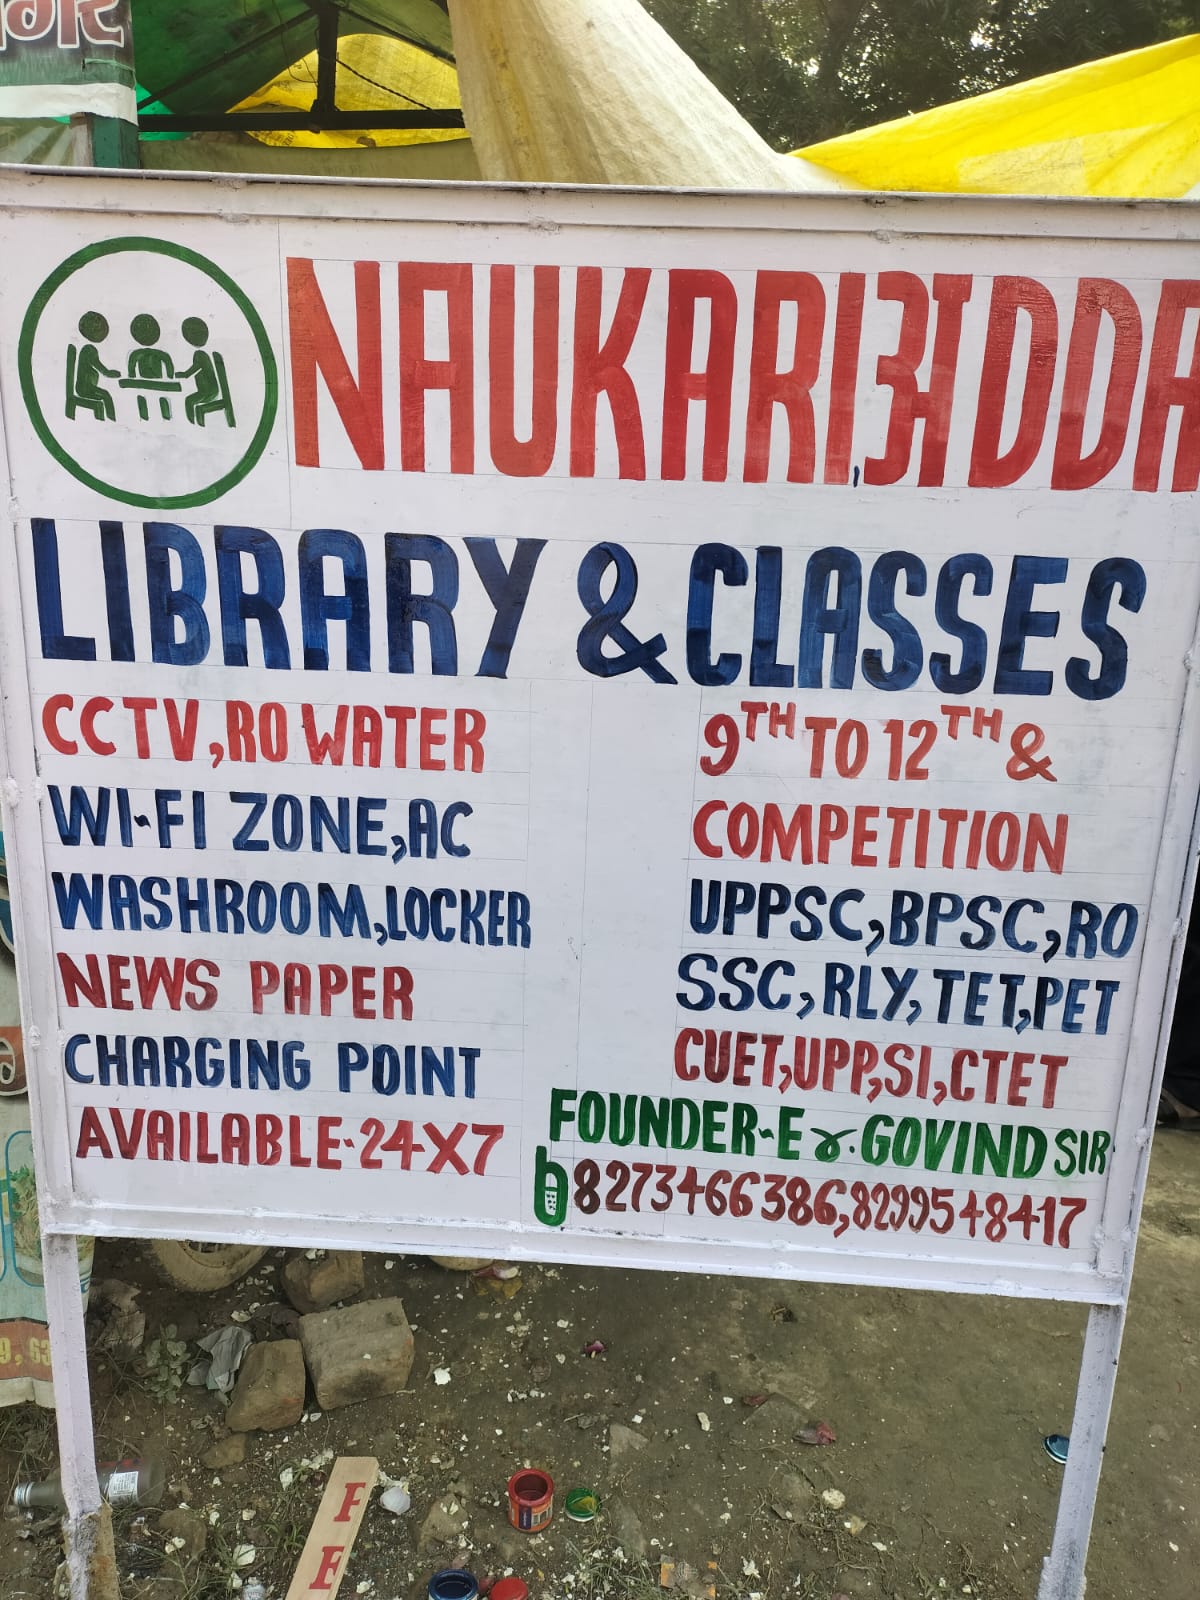 NAUKARI अDDA
LIBRARY & CLASSES
CCTV, RO WATER
WI-FI ZONE, AC
WASHROOM, LOCKER
NEWS PAPER
CHARGING POINT
AVAILABLE-24X7
9TH TO 12TH &
COMPETITION
UPPSC, BPSC, RO
SSC, RLY, TET, PET
CUET, UPP, SI, CTET
FOUNDER-Er. GOVIND SIR
8273466386, 8299548417